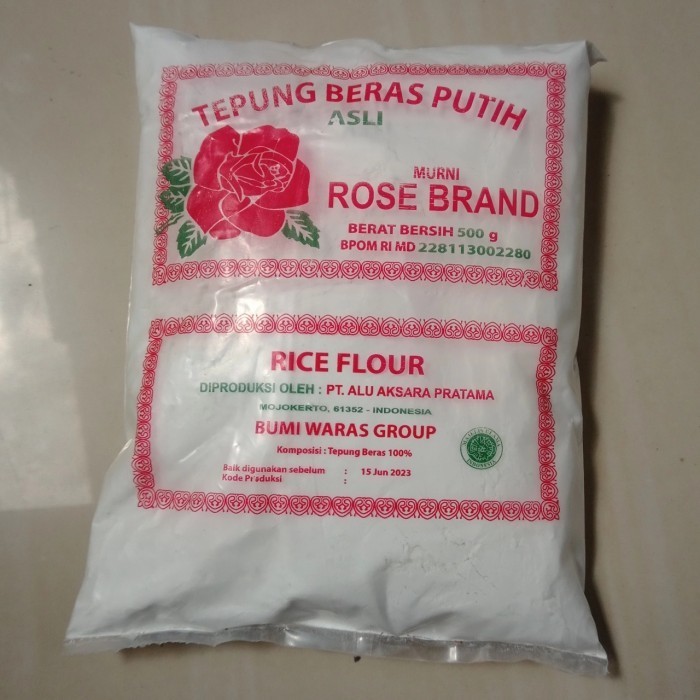 TEPUNG BERAS PUTIH
ASLI
MURNI
ROSE BRAND
BERAT BERSIH 500 g
BPOM RI MD 228113002280
RICE FLOUR
DIPRODUKSI OLEH : PT. ALU AKSARA PRATAMA
MOJOKERTO, 61352 - INDONESIA
BUMI WARAS GROUP
Komposisi : Tepung Beras 100%
Baik digunakan sebelum : 15 Jun 2023
Kode Praduksi :
INDONESIA